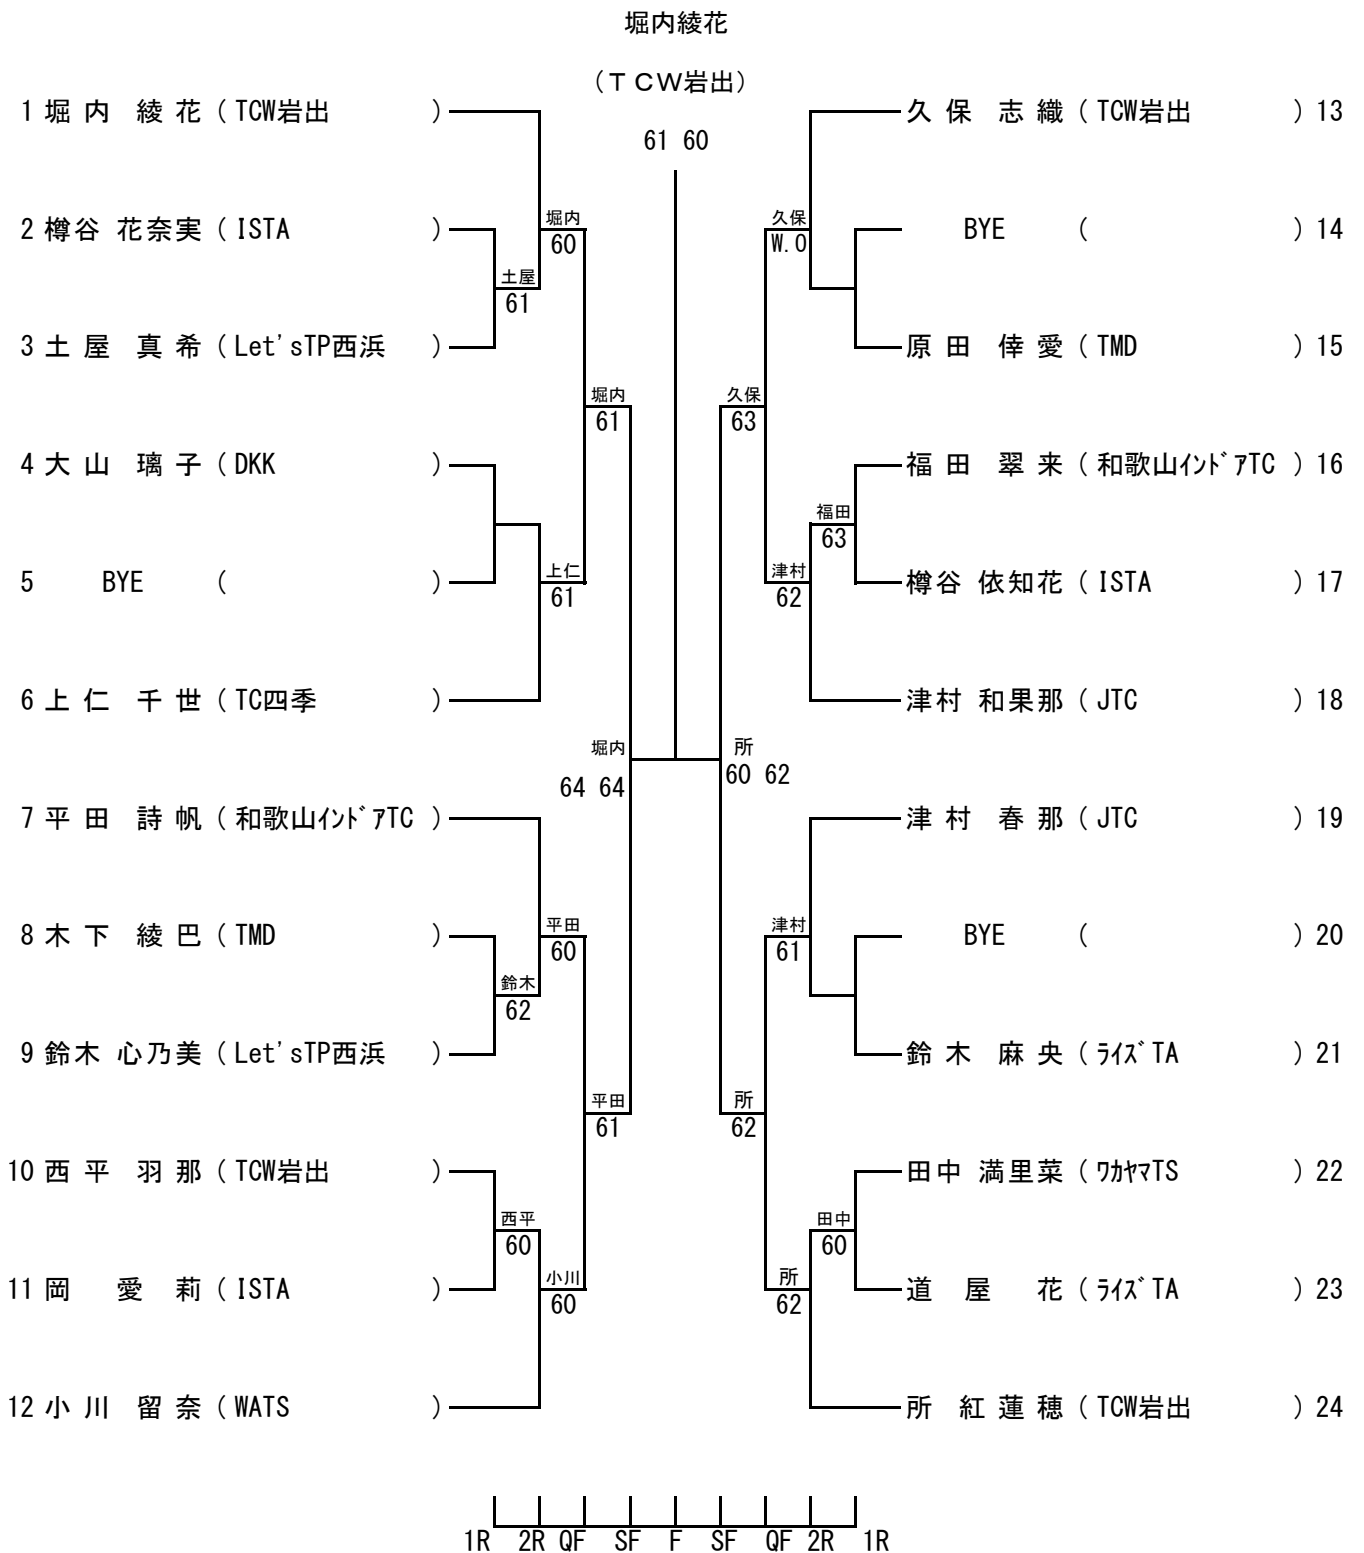 堀内綾花
（ＴＣＷ岩出）
61 60
1 堀内 綾花 ( TCW岩出 )
久保 志織 ( TCW岩出 ) 13
堀内
60
久保
W.O
2 樽谷 花奈実 ( ISTA )
BYE ( ) 14
土屋
61
3 土屋 真希 ( Let'sTP西浜 )
原田 倖愛 ( TMD ) 15
堀内
61
久保
63
4 大山 璃子 ( DKK )
福田 翠来 ( 和歌山ｲﾝﾄﾞｱTC ) 16
福田
63
5 BYE ( )
上仁
61
津村
62
樽谷 依知花 ( ISTA ) 17
6 上仁 千世 ( TC四季 )
津村 和果那 ( JTC ) 18
堀内
64 64
所
60 62
7 平田 詩帆 ( 和歌山ｲﾝﾄﾞｱTC )
津村 春那 ( JTC ) 19
8 木下 綾巴 ( TMD )
平田
60
津村
61
BYE ( ) 20
鈴木
62
9 鈴木 心乃美 ( Let'sTP西浜 )
鈴木 麻央 ( ﾗｲｽﾞTA ) 21
平田
61
所
62
10 西平 羽那 ( TCW岩出 )
田中 満里菜 ( ﾜｶﾔﾏTS ) 22
西平
60
田中
60
11 岡 愛莉 ( ISTA )
小川
60
所
62
道屋 花 ( ﾗｲｽﾞTA ) 23
12 小川 留奈 ( WATS )
所 紅蓮穂 ( TCW岩出 ) 24
1R 2R QF SF F SF QF 2R 1R